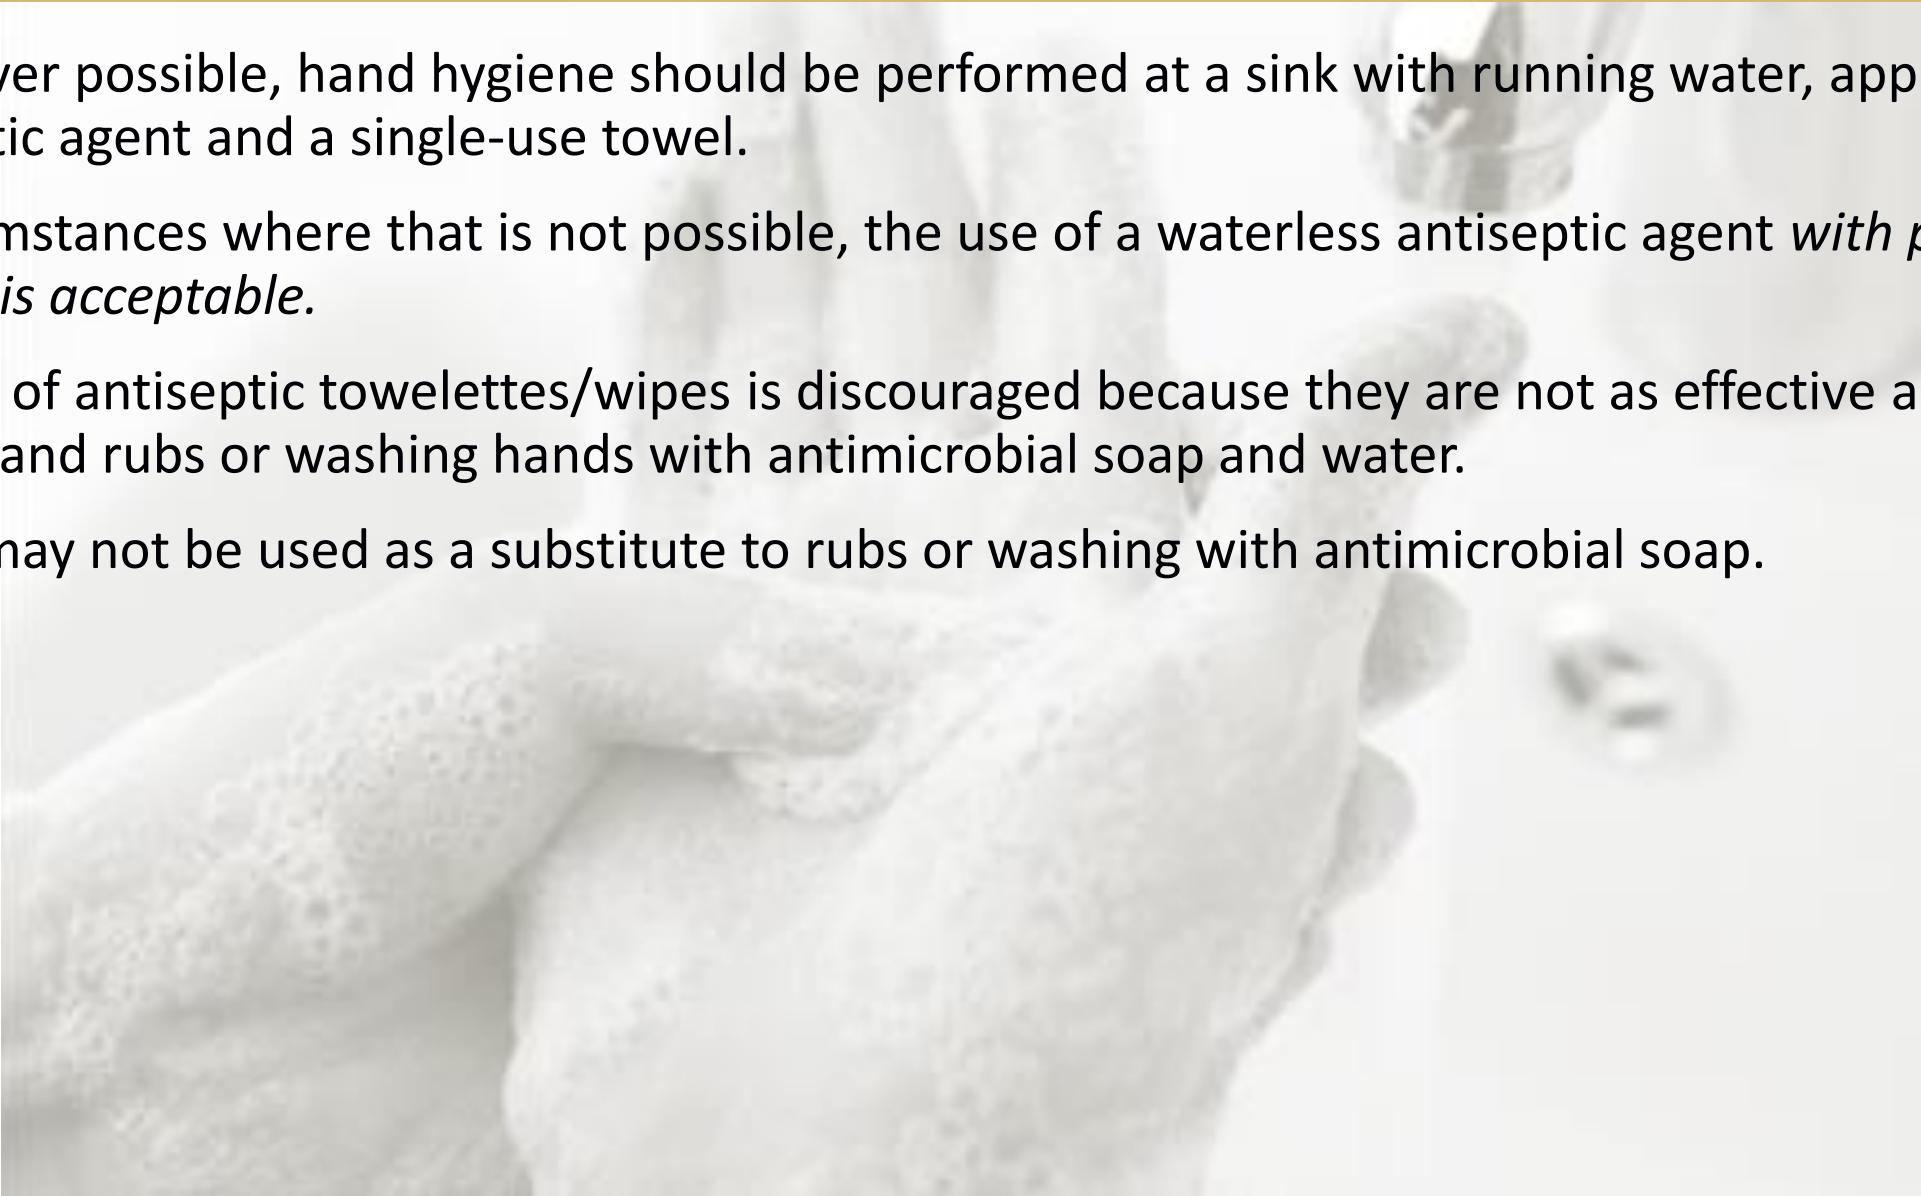 ver possible, hand hygiene should be performed at a sink with running water, app
tic agent and a single-use towel.
mstances where that is not possible, the use of a waterless antiseptic agent with p
is acceptable.
of antiseptic towelettes/wipes is discouraged because they are not as effective a
and rubs or washing hands with antimicrobial soap and water.
may not be used as a substitute to rubs or washing with antimicrobial soap.